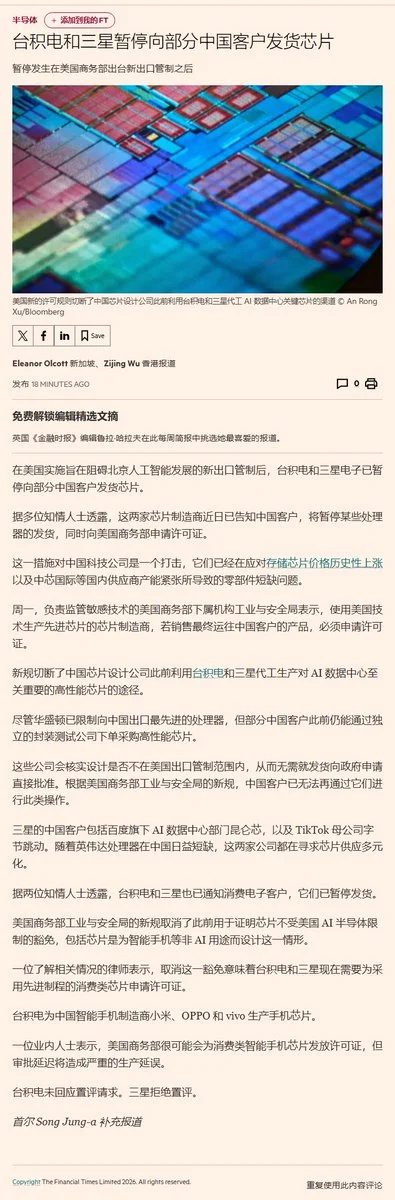 半导体
+ 添加到我的FT
台积电和三星暂停向部分中国客户发货芯片
暂停发生在美国商务部出台新出口管制之后
美国新的许可规则切断了中国芯片设计公司此前利用台积电和三星代工 AI 数据中心关键芯片的渠道 © An Rong
Xu/Bloomberg
Save
Eleanor Olcott 新加坡、Zijing Wu 香港报道
发布 18 MINUTES AGO
0
免费解锁编辑精选文摘
英国《金融时报》编辑鲁拉·哈拉夫在此每周简报中挑选她最喜爱的报道。
在美国实施旨在阻碍北京人工智能发展的新出口管制后，台积电和三星电子已暂
停向部分中国客户发货芯片。
据多位知情人士透露，这两家芯片制造商近日已告知中国客户，将暂停某些处理
器的发货，同时向美国商务部申请许可证。
这一措施对中国科技公司是一个打击，它们已经在应对存储芯片价格历史性上涨
以及中芯国际等国内供应商产能紧张所导致的零部件短缺问题。
周一，负责监管敏感技术的美国商务部下属机构工业与安全局表示，使用美国技
术生产先进芯片的芯片制造商，若销售最终运往中国客户的产品，必须申请许可
证。
新规切断了中国芯片设计公司此前利用台积电和三星代工生产对 AI 数据中心至
关重要的高性能芯片的途径。
尽管华盛顿已限制向中国出口最先进的处理器，但部分中国客户此前仍能通过独
立的封装测试公司下单采购高性能芯片。
这些公司会核实设计是否不在美国出口管制范围内，从而无需就发货向政府申请
直接批准。根据美国商务部工业与安全局的新规，中国客户已无法再通过它们进
行此类操作。
三星的中国客户包括百度旗下 AI 数据中心部门昆仑芯，以及 TikTok 母公司字
节跳动。随着英伟达处理器在中国日益短缺，这两家公司都在寻求芯片供应多元
化。
据两位知情人士透露，台积电和三星也已通知消费电子客户，它们已暂停发货。
美国商务部工业与安全局的新规取消了此前用于证明芯片不受美国 AI 半导体限
制的豁免，包括芯片是为智能手机等非 AI 用途而设计这一情形。
一位了解相关情况的律师表示，取消这一豁免意味着台积电和三星现在需要为采
用先进制程的消费类芯片申请许可证。
台积电为中国智能手机制造商小米、OPPO 和 vivo 生产手机芯片。
一位业内人士表示，美国商务部很可能会为消费类智能手机芯片发放许可证，但
审批延迟将造成严重的生产延误。
台积电未回应置评请求。三星拒绝置评。
首尔 Song Jung-a 补充报道
Copyright The Financial Times Limited 2026. All rights reserved.
重复使用此内容评论